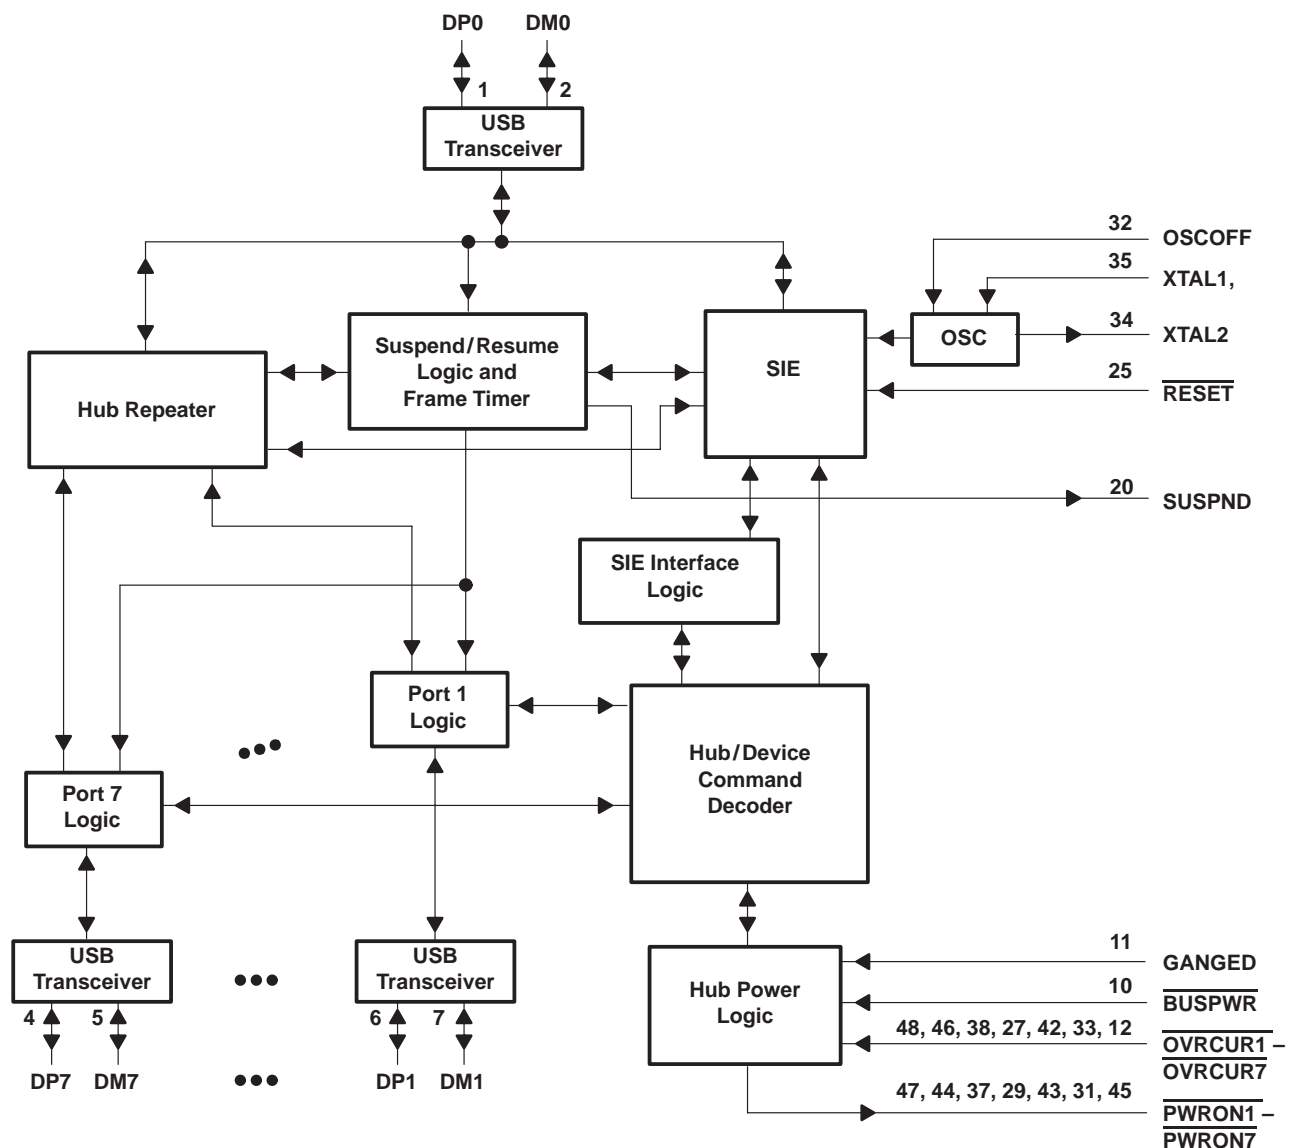 DP0 DM0
1 2
USB
Transceiver
32 OSCOFF
35 XTAL1,
OSC
34 XTAL2
Suspend/Resume
Logic and
Frame Timer
SIE
25 RESET
Hub Repeater
20 SUSPND
SIE Interface
Logic
Port 1
Logic
Hub/Device
Command
Decoder
Port 7
Logic
USB
Transceiver
USB
Transceiver
Hub Power
Logic
11 GANGED
10 BUSPWR
4 5 6 7
48, 46, 38, 27, 42, 33, 12 OVRCUR1 –
OVRCUR7
DP7 DM7 DP1 DM1
47, 44, 37, 29, 43, 31, 45 PWRON1 –
PWRON7